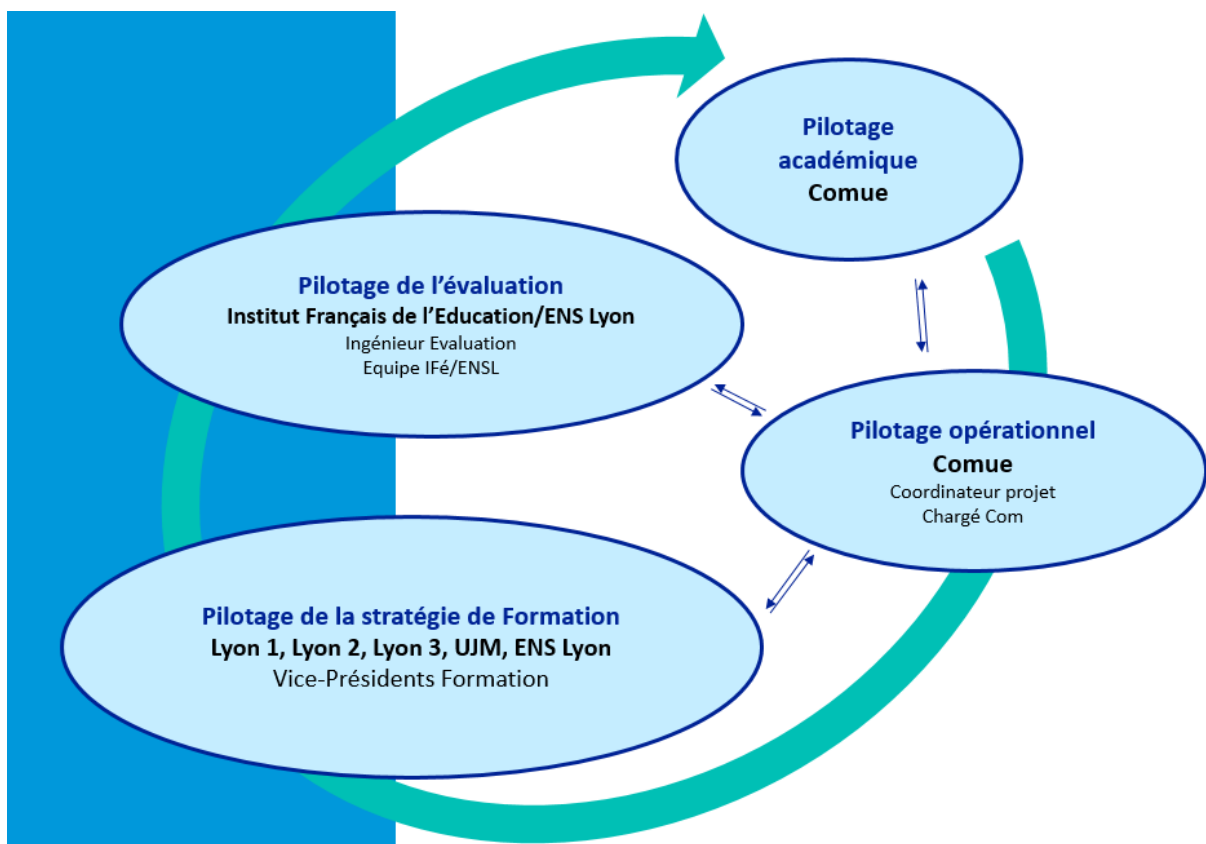 Pilotage
académique
Comue
Pilotage de l’évaluation
Institut Français de l’Education/ENS Lyon
Ingénieur Evaluation
Equipe IFé/ENSL
Pilotage opérationnel
Comue
Coordinateur projet
Chargé Com
Pilotage de la stratégie de Formation
Lyon 1, Lyon 2, Lyon 3, UJM, ENS Lyon
Vice-Présidents Formation